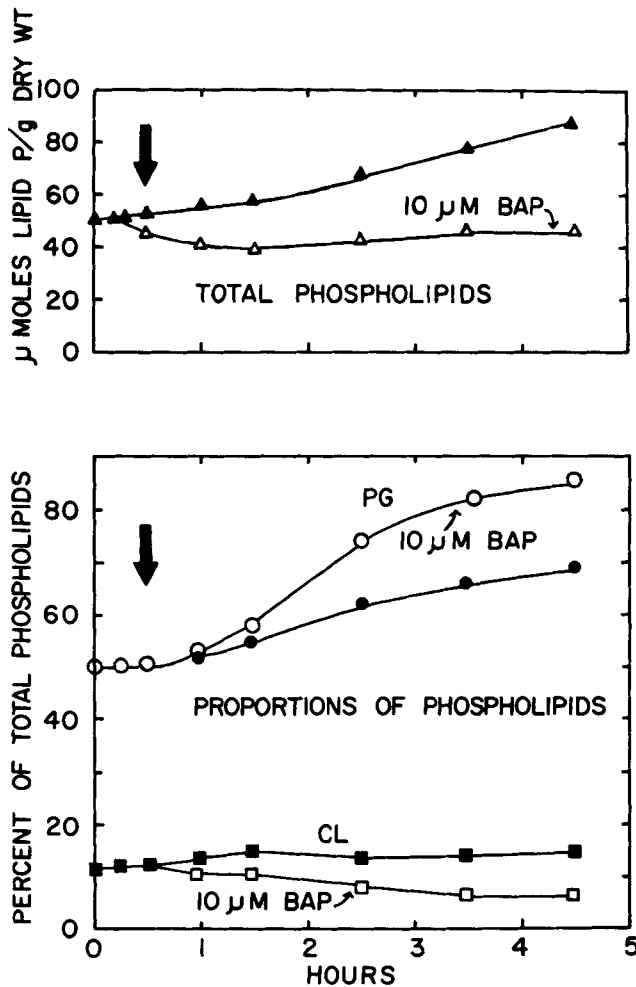 μ MOLES LIPID P/g DRY WT
100
80
60
40
20
0
10 μM BAP
TOTAL PHOSPHOLIPIDS
PERCENT OF TOTAL PHOSPHOLIPIDS
80
60
40
20
0
PG
10 μM BAP
PROPORTIONS OF PHOSPHOLIPIDS
CL
10 μM BAP
0 1 2 3 4 5
HOURS